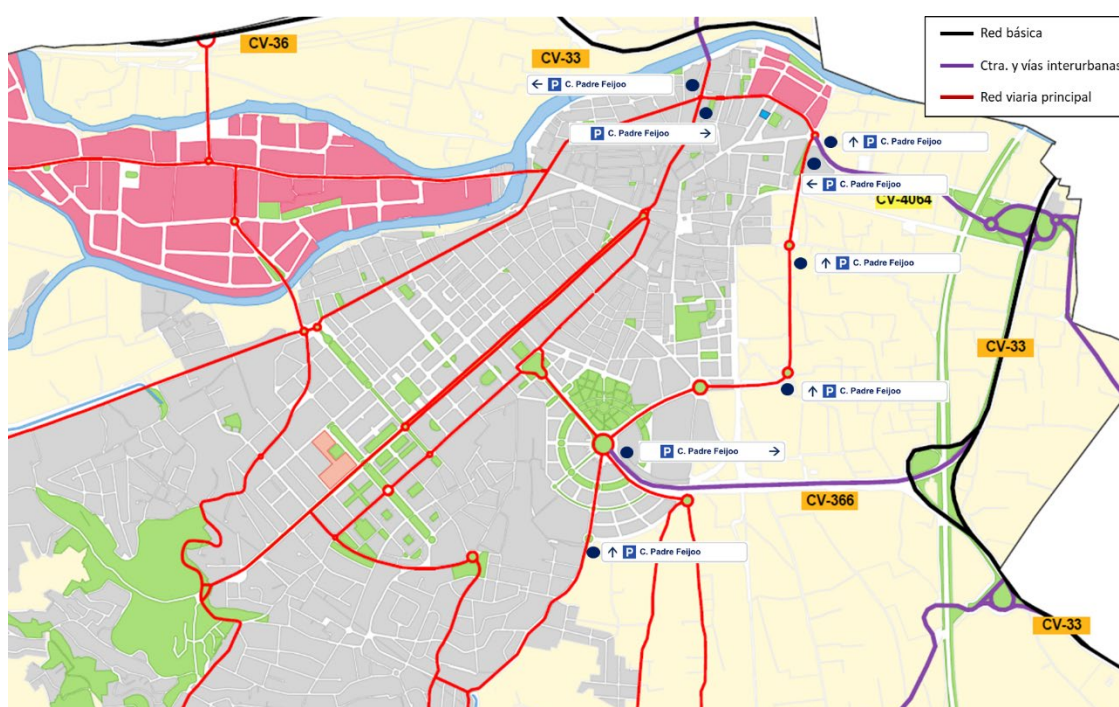 CV-36
CV-33
← P C. Padre Feijoo
P C. Padre Feijoo →
↑ P C. Padre Feijoo
← P C. Padre Feijoo
CV-4064
↑ P C. Padre Feijoo
CV-33
↑ P C. Padre Feijoo
P C. Padre Feijoo →
CV-366
↑ P C. Padre Feijoo
CV-33
Red básica
Ctra. y vías interurbanas
Red viaria principal